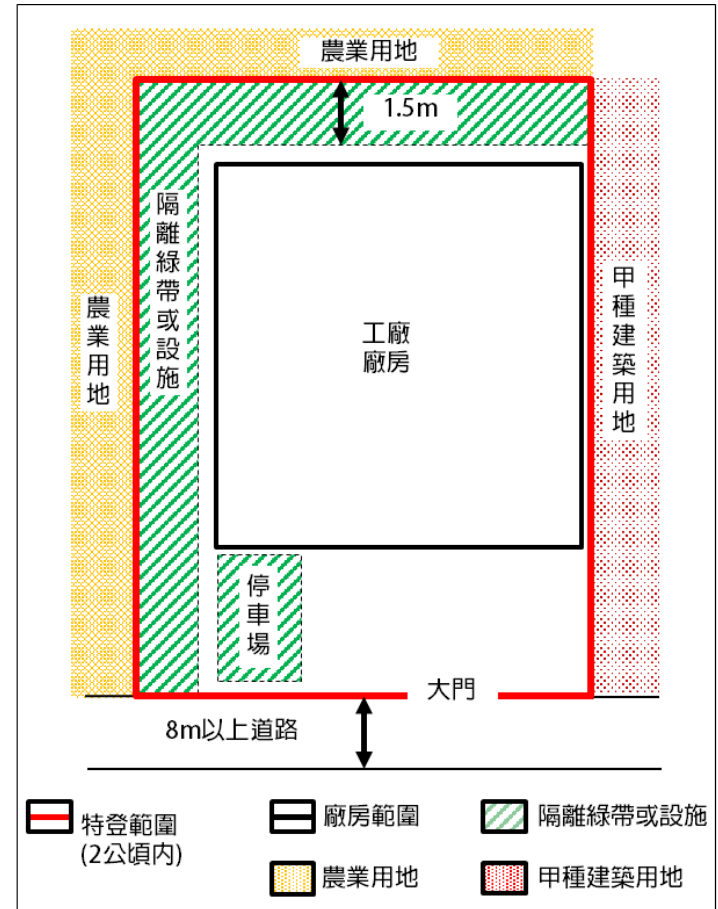 農業用地
1.5m
隔離綠帶或設施
農業用地
工廠
廠房
甲種建築用地
停車場
大門
8m以上道路
特登範圍
(2公頃內)
廠房範圍
隔離綠帶或設施
農業用地
甲種建築用地